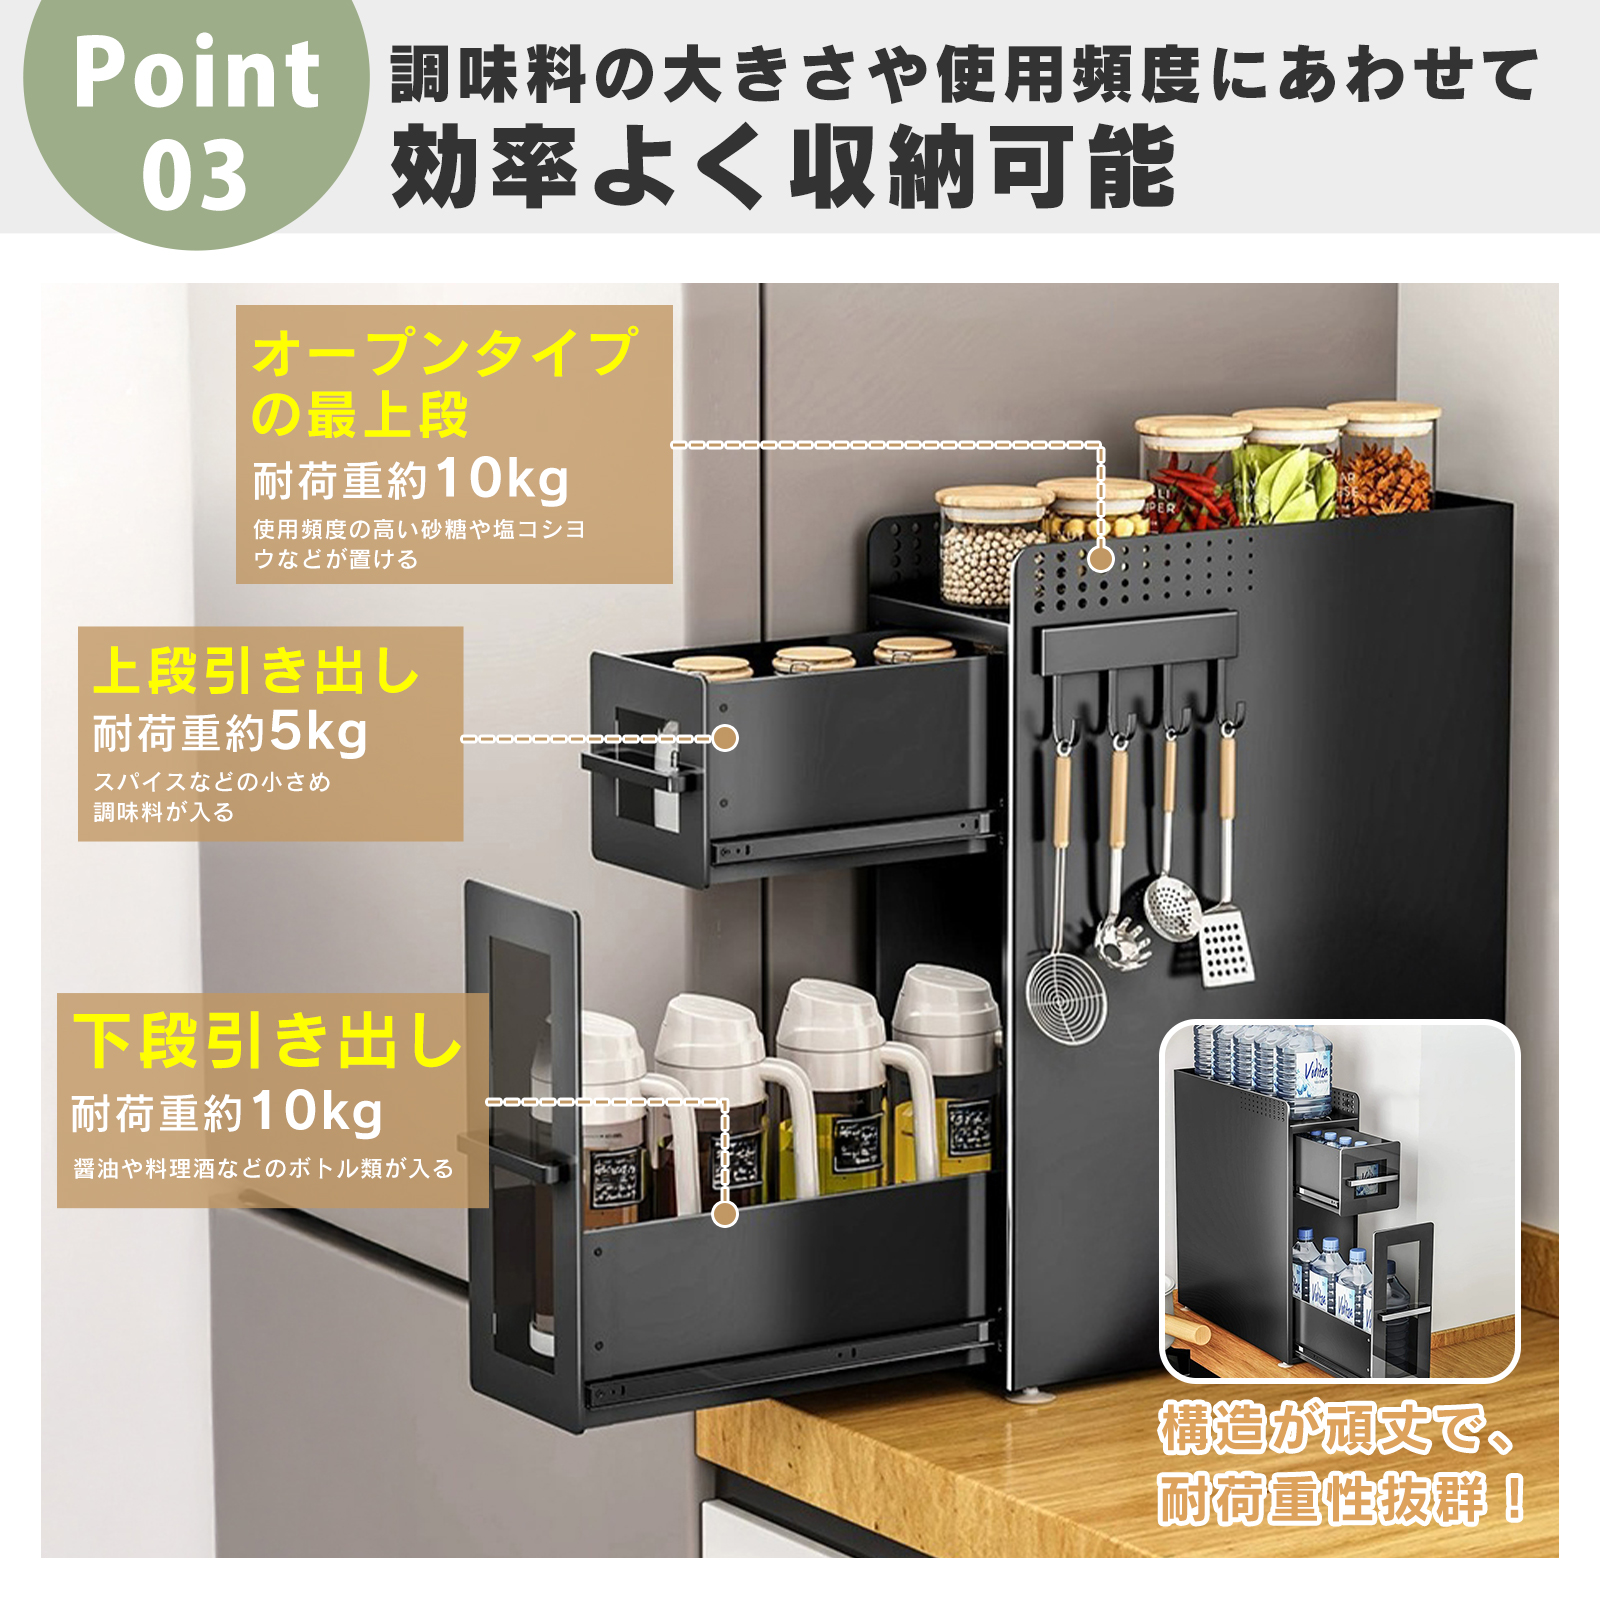 Point
03
調味料の大きさや使用頻度にあわせて
効率よく収納可能
オープンタイプ
の最上段
耐荷重約10kg
使用頻度の高い砂糖や塩コショ
ウなどが置ける
上段引き出し
耐荷重約5kg
スパイスなどの小さめ
調味料が入る
下段引き出し
耐荷重約10kg
醤油や料理酒などのボトル類が入る
構造が頑丈で、
耐荷重性抜群！